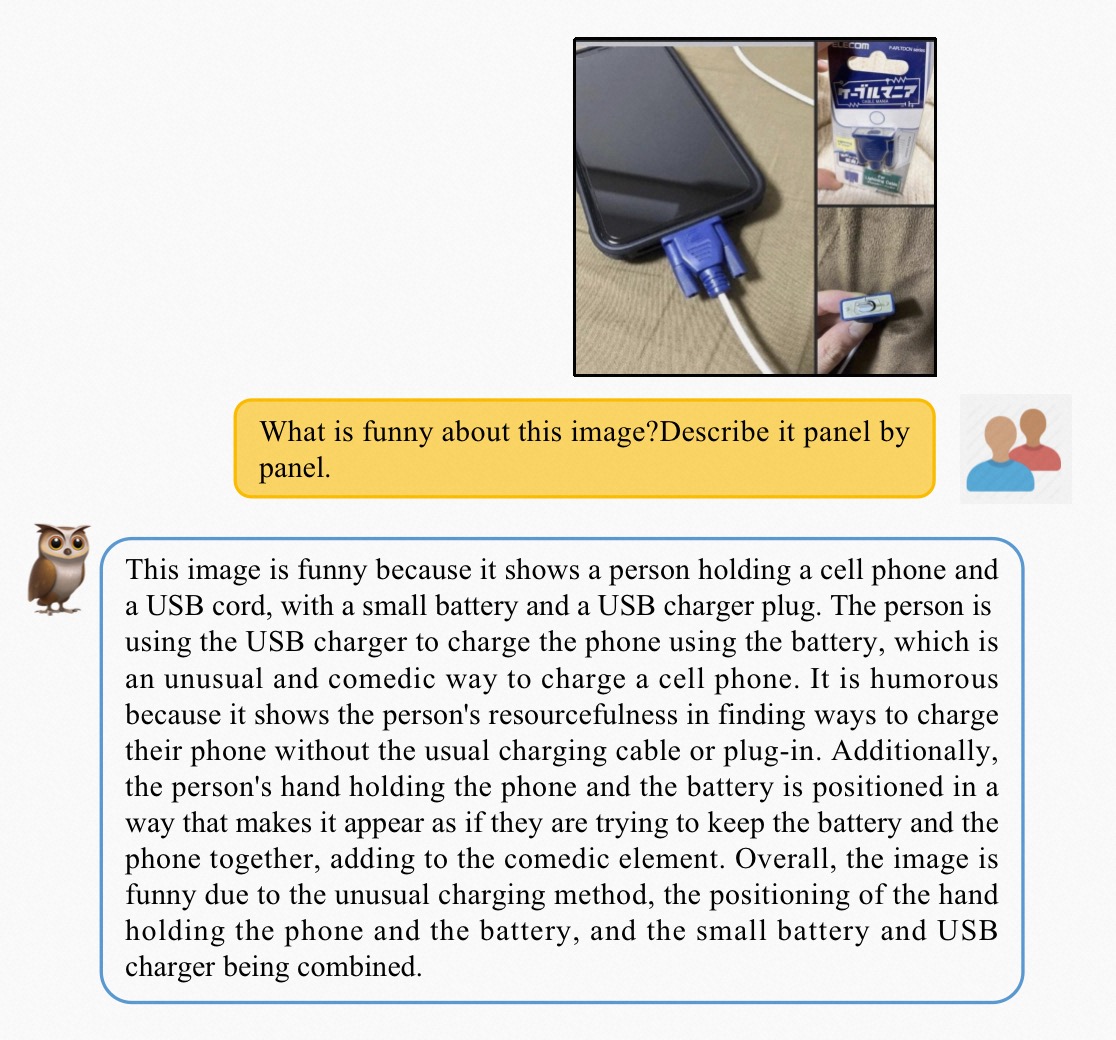 ELECOM
P-APLTDCN series
ケーブルマニア
CABLE MANIA
For
Lightning Cable
What is funny about this image?Describe it panel by
panel.
This image is funny because it shows a person holding a cell phone and
a USB cord, with a small battery and a USB charger plug. The person is
using the USB charger to charge the phone using the battery, which is
an unusual and comedic way to charge a cell phone. It is humorous
because it shows the person's resourcefulness in finding ways to charge
their phone without the usual charging cable or plug-in. Additionally,
the person's hand holding the phone and the battery is positioned in a
way that makes it appear as if they are trying to keep the battery and the
phone together, adding to the comedic element. Overall, the image is
funny due to the unusual charging method, the positioning of the hand
holding the phone and the battery, and the small battery and USB
charger being combined.